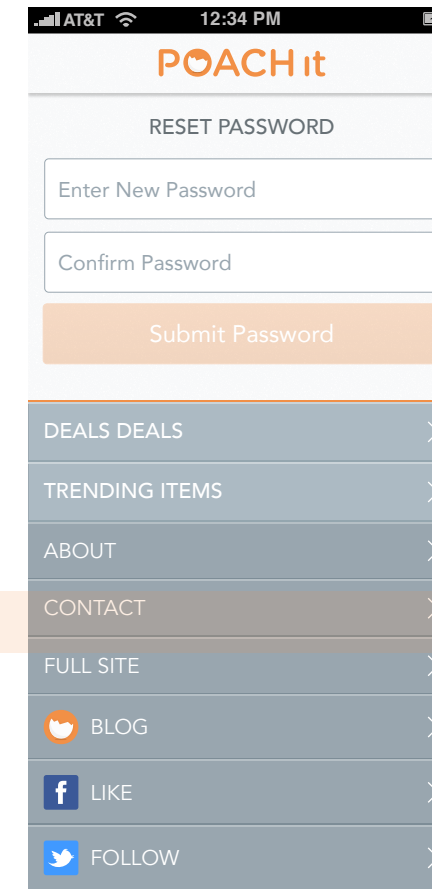 AT&T 12:34 PM
POACH it
RESET PASSWORD
Enter New Password
Confirm Password
Submit Password
DEALS DEALS
TRENDING ITEMS
ABOUT
CONTACT
FULL SITE
BLOG
f LIKE
FOLLOW